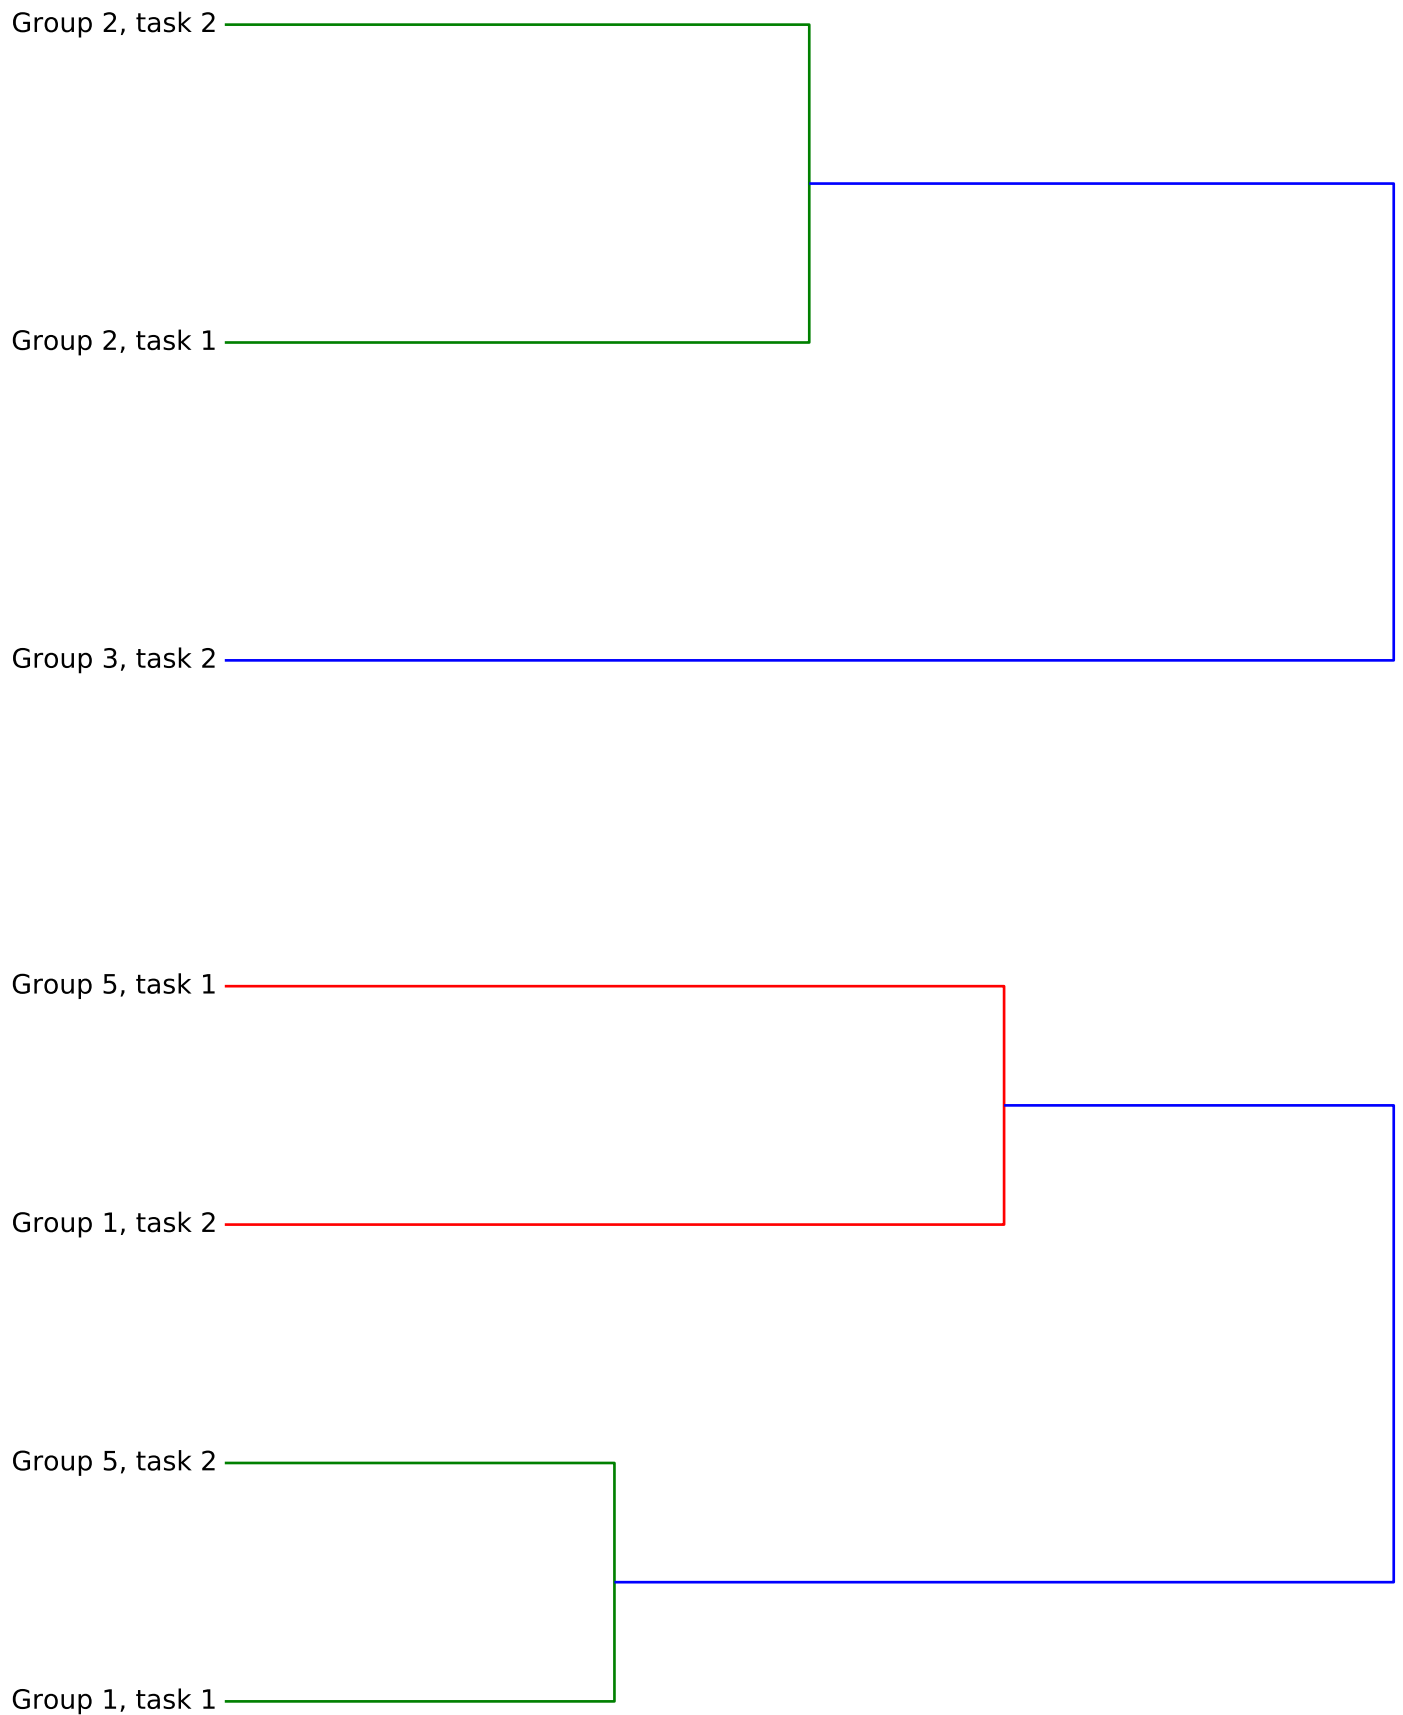 Group 2, task 2
Group 2, task 1
Group 3, task 2
Group 5, task 1
Group 1, task 2
Group 5, task 2
Group 1, task 1